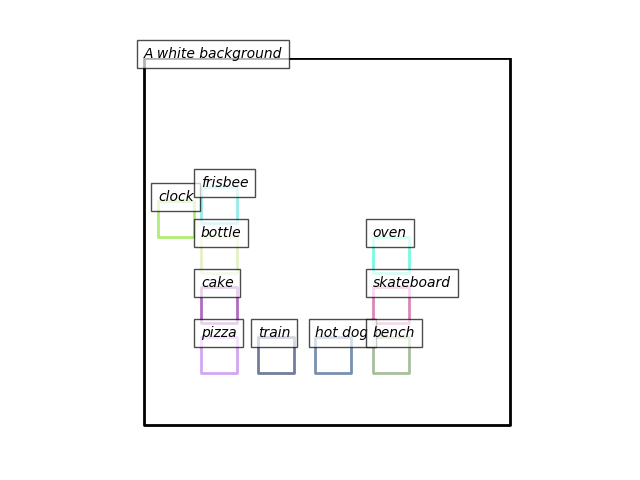 A white background
frisbee
clock
bottle
oven
cake
skateboard
pizza
train
hot dog
bench